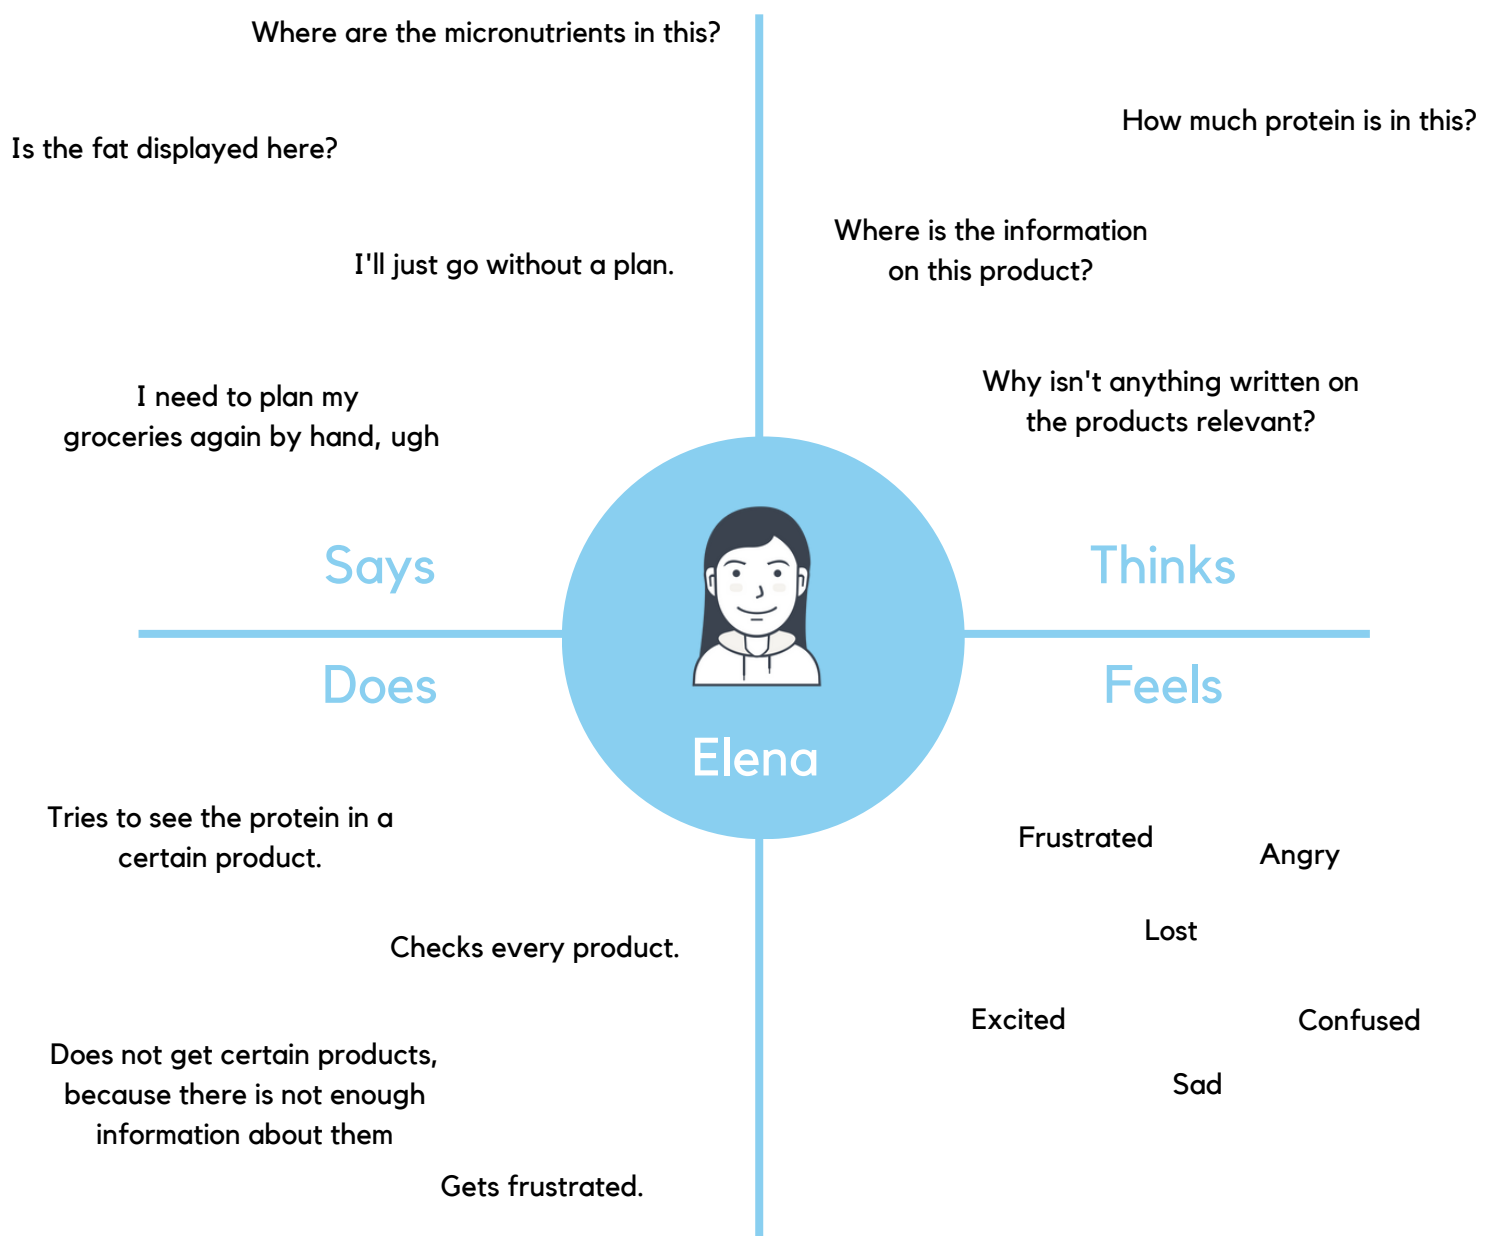 Where are the micronutrients in this?
Is the fat displayed here?
I'll just go without a plan.
I need to plan my
groceries again by hand, ugh
Says
How much protein is in this?
Where is the information
on this product?
Why isn't anything written on
the products relevant?
Thinks
Elena
Does
Tries to see the protein in a
certain product.
Checks every product.
Does not get certain products,
because there is not enough
information about them
Gets frustrated.
Feels
Frustrated
Angry
Lost
Excited
Confused
Sad